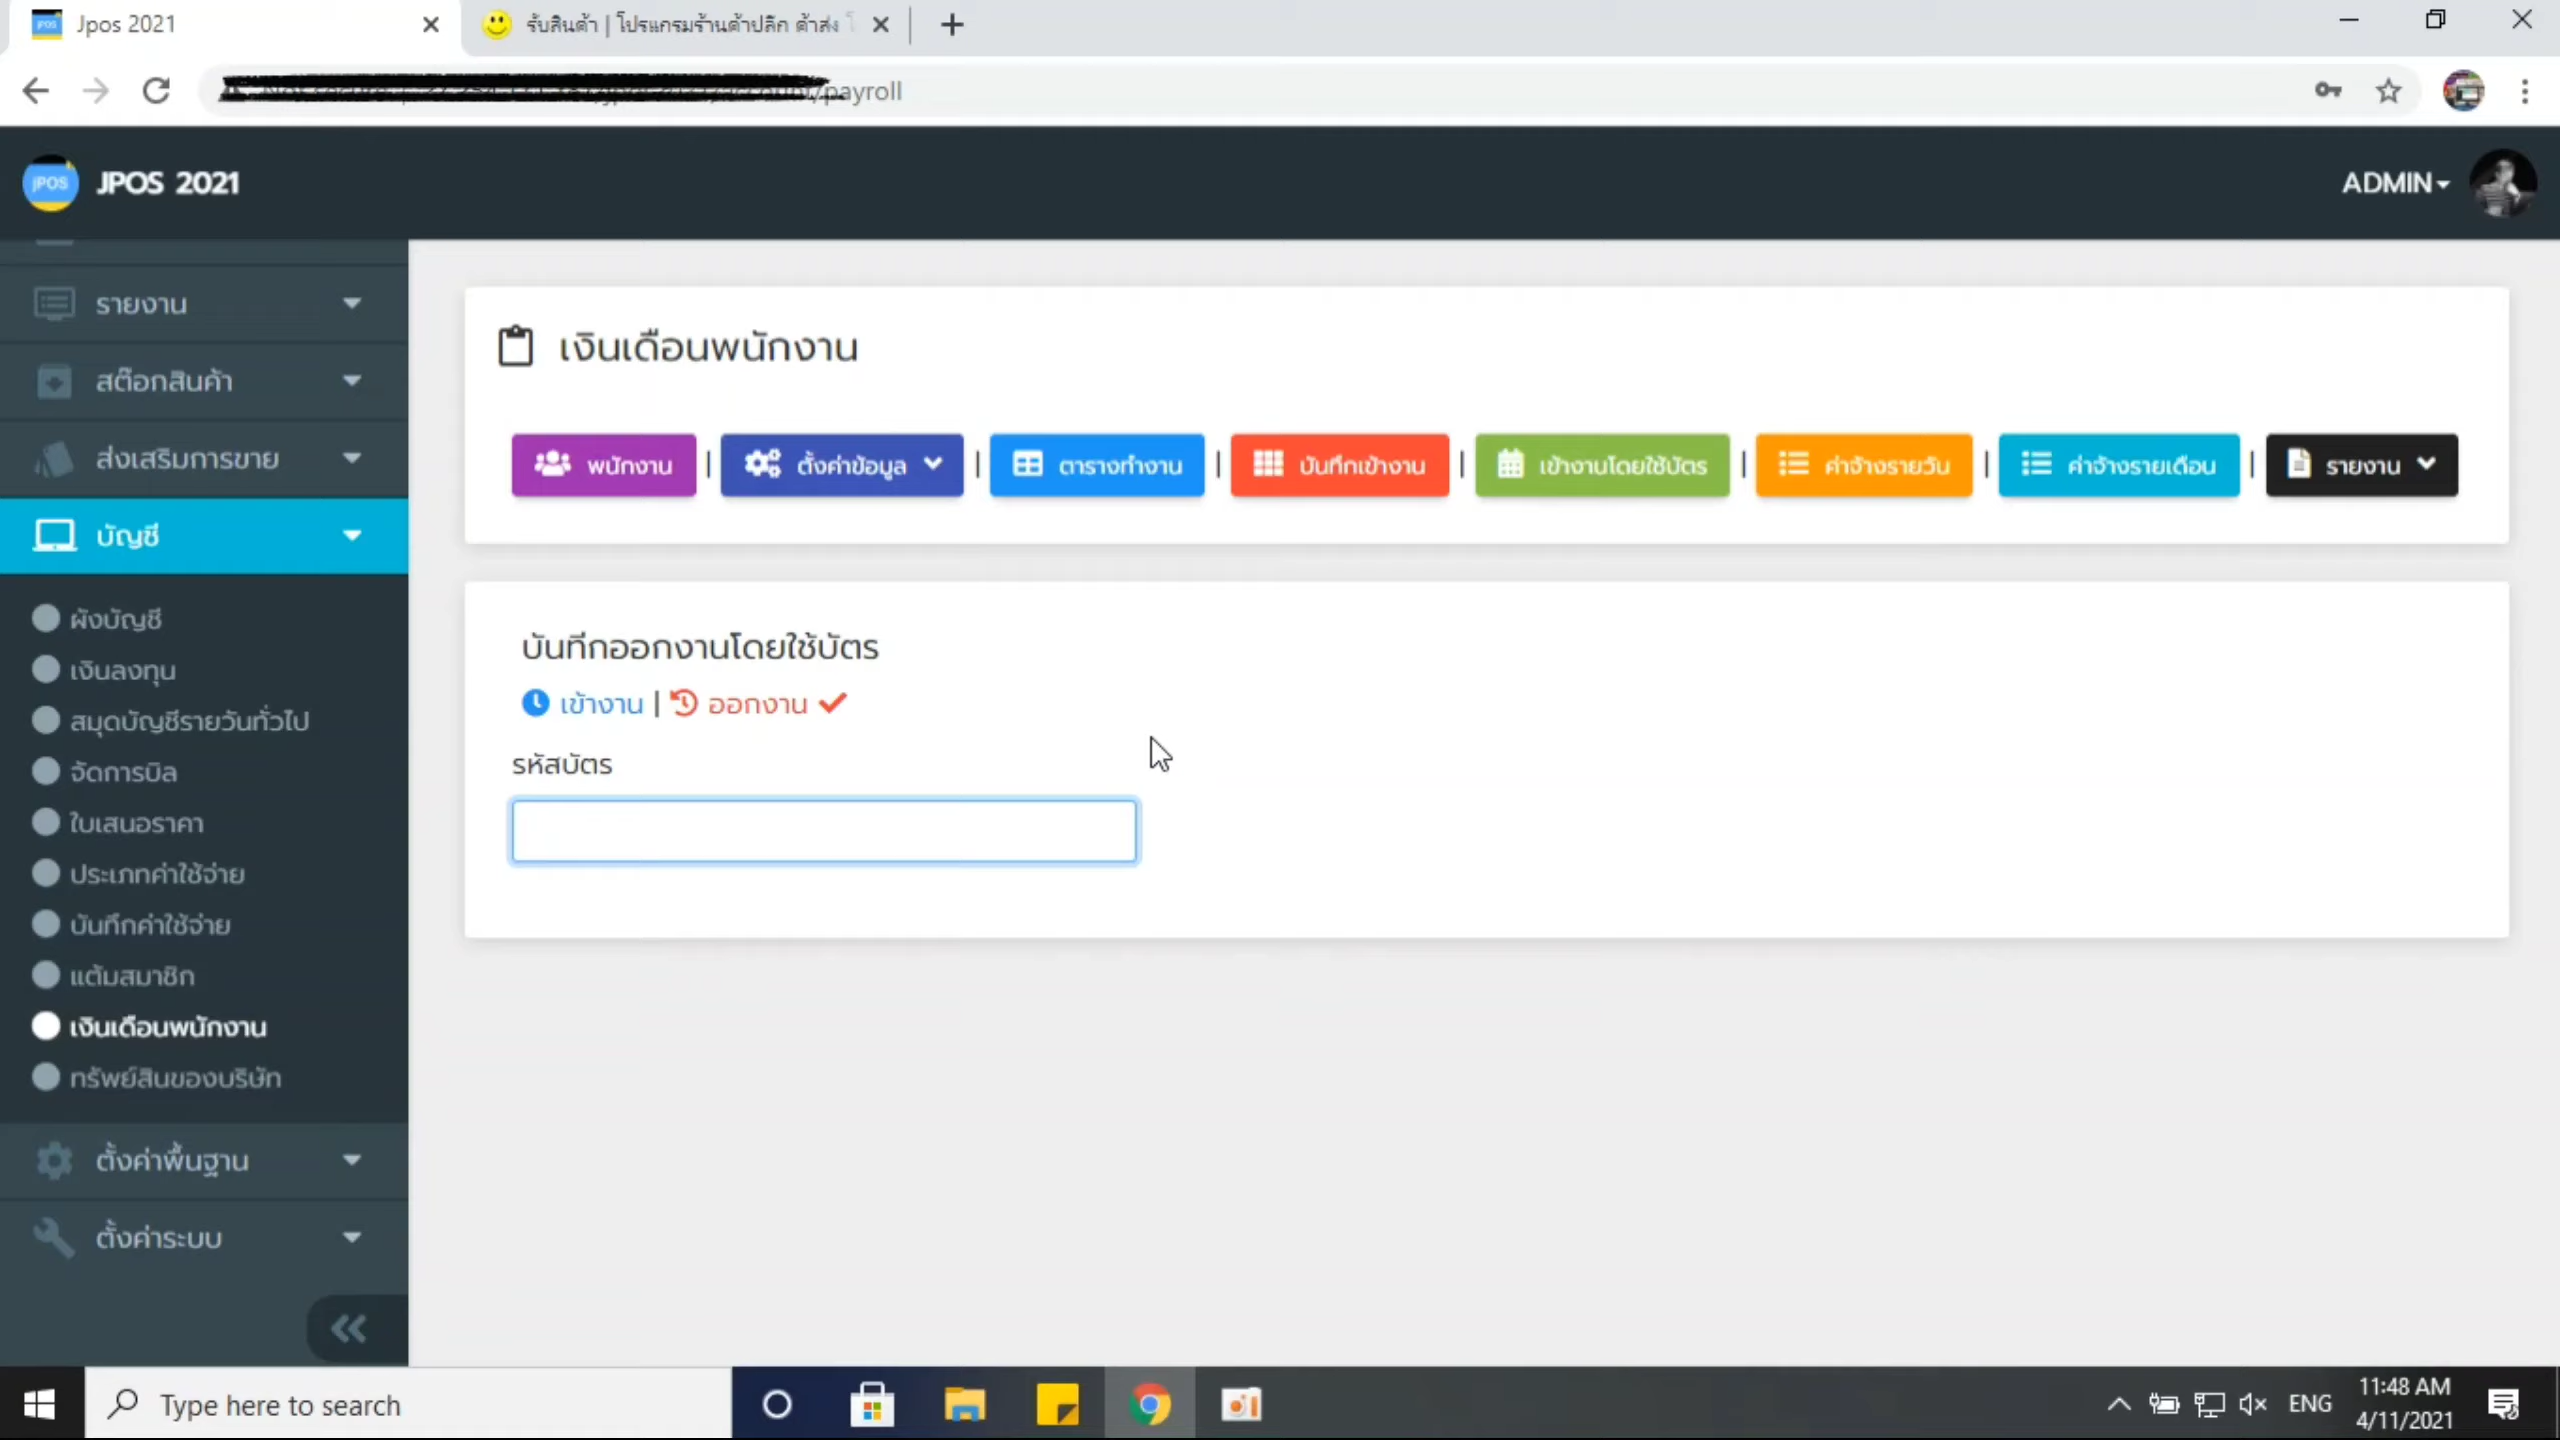 Jpos 2021
รับสินค้า | โปรแกรมร้านค้าปลีก ค้าส่ง
/payroll
JPOS 2021
ADMIN
รายงาน
สต๊อกสินค้า
ส่งเสริมการขาย
บัญชี
ผังบัญชี
เงินลงทุน
สมุดบัญชีรายวันทั่วไป
จัดการบิล
ใบเสนอราคา
ประเภทค่าใช้จ่าย
บันทึกค่าใช้จ่าย
แต้มสมาชิก
เงินเดือนพนักงาน
ทรัพย์สินของบริษัท
ตั้งค่าพื้นฐาน
ตั้งค่าระบบ
เงินเดือนพนักงาน
พนักงาน | ตั้งค่าข้อมูล | ตารางทำงาน | บันทึกเข้างาน | เข้างานโดยใช้บัตร | ค่าจ้างรายวัน | ค่าจ้างรายเดือน | รายงาน
บันทึกออกงานโดยใช้บัตร
เข้างาน | ออกงาน
รหัสบัตร
Type here to search
ENG
11:48 AM
4/11/2021